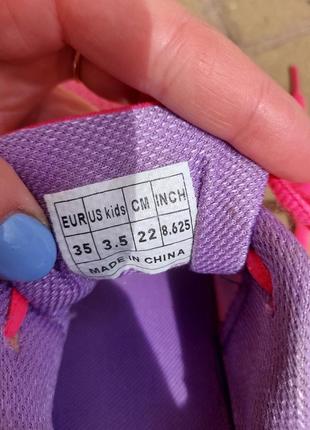 EUR US kids CM INCH
35 3.5 22 8.625
MADE IN CHINA